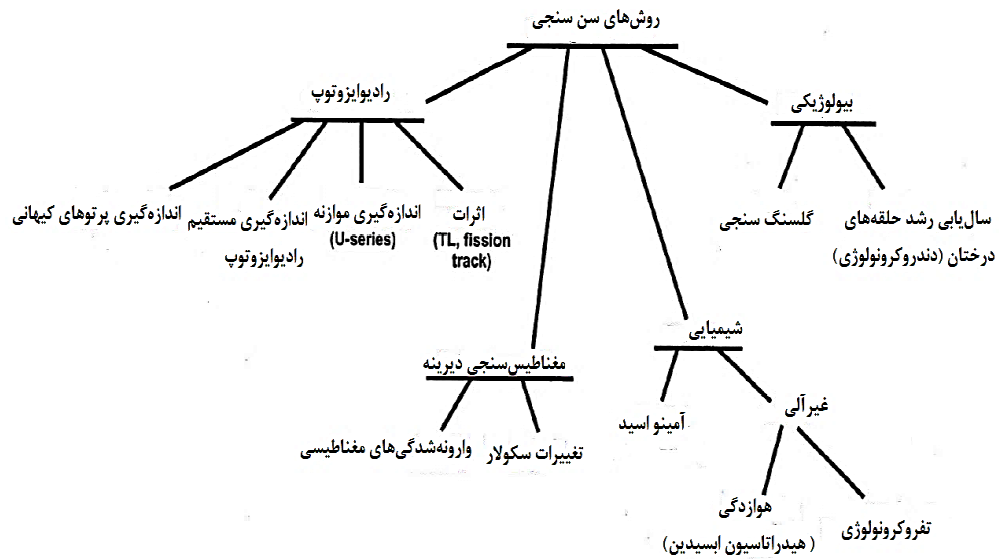 روش‌های سن سنجی
رادیوایزوتوپ
بیولوژیکی
اندازه‌گیری پرتوهای کیهانی
اندازه‌گیری مستقیم
رادیوایزوتوپ
اندازه‌گیری موازنه
(U-series)
اثرات
(TL, fission
track)
گلسنگ سنجی
سال‌یابی رشد حلقه‌های
درختان (دندروکرونولوژی)
مغناطیس‌سنجی دیرینه
شیمیایی
وارونه‌شدگی‌های مغناطیسی
تغییرات سکولار
آمینو اسید
غیرآلی
هوازدگی
(هیدراتاسیون ابسیدین)
تفروکرونولوژی